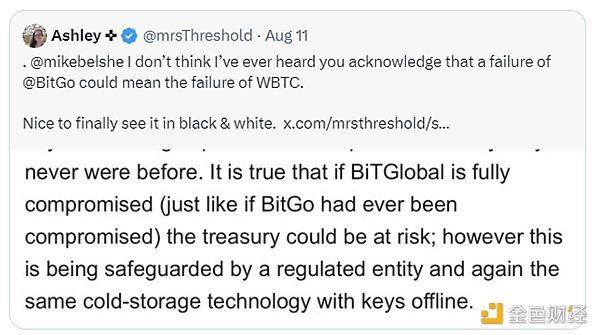 Ashley @mrsThreshold · Aug 11
. @mikebelshe I don’t think I’ve ever heard you acknowledge that a failure of
@BitGo could mean the failure of WBTC.
Nice to finally see it in black & white. x.com/mrsthreshold/s...
never were before. It is true that if BiTGlobal is fully
compromised (just like if BitGo had ever been
compromised) the treasury could be at risk; however this
is being safeguarded by a regulated entity and again the
same cold-storage technology with keys offline.
金色财经